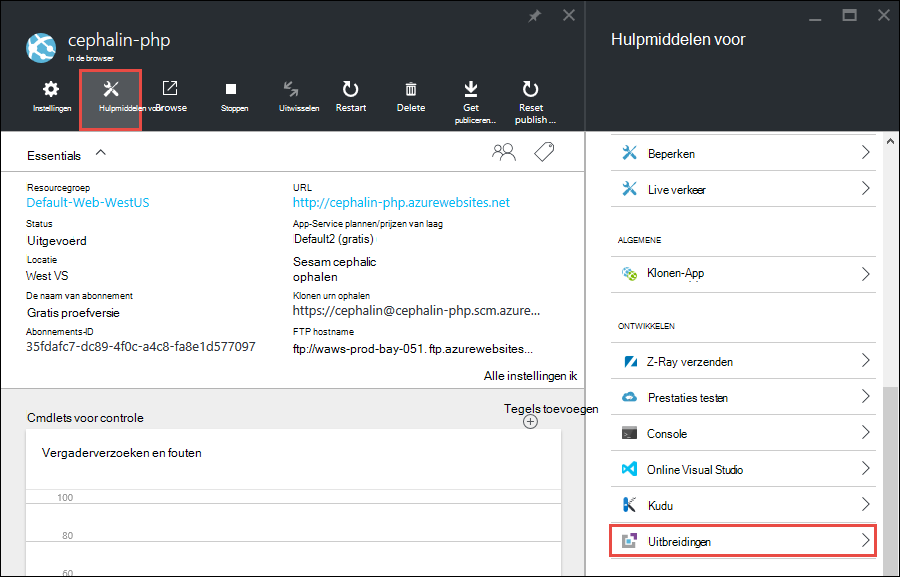 cephalin-php
In de browser
Instellingen
Hulpmiddelen voor
Browse
Stoppen
Uitwisselen
Restart
Delete
Get
publiceren...
Reset
publish ...
Essentials
Resourcegroep
Default-Web-WestUS
Status
Uitgevoerd
Locatie
West VS
De naam van abonnement
Gratis proefversie
Abonnements-ID
35fdafc7-dc89-4f0c-a4c8-fa8e1d577097
URL
http://cephalin-php.azurewebsites.net
App-Service plannen/prijzen van laag
Default2 (gratis)
Sesam cephalic
ophalen
Klonen urn ophalen
https://cephalin@cephalin-php.scm.azure...
FTP hostname
ftp://waws-prod-bay-051. ftp.azurewebsites...
Alle instellingen ik
Cmdlets voor controle
Tegels toevoegen
Vergaderverzoeken en fouten
100
80
60
Hulpmiddelen voor
Beperken
Live verkeer
ALGEMENE
Klonen-App
ONTWIKKELEN
Z-Ray verzenden
Prestaties testen
Console
Online Visual Studio
Kudu
Uitbreidingen